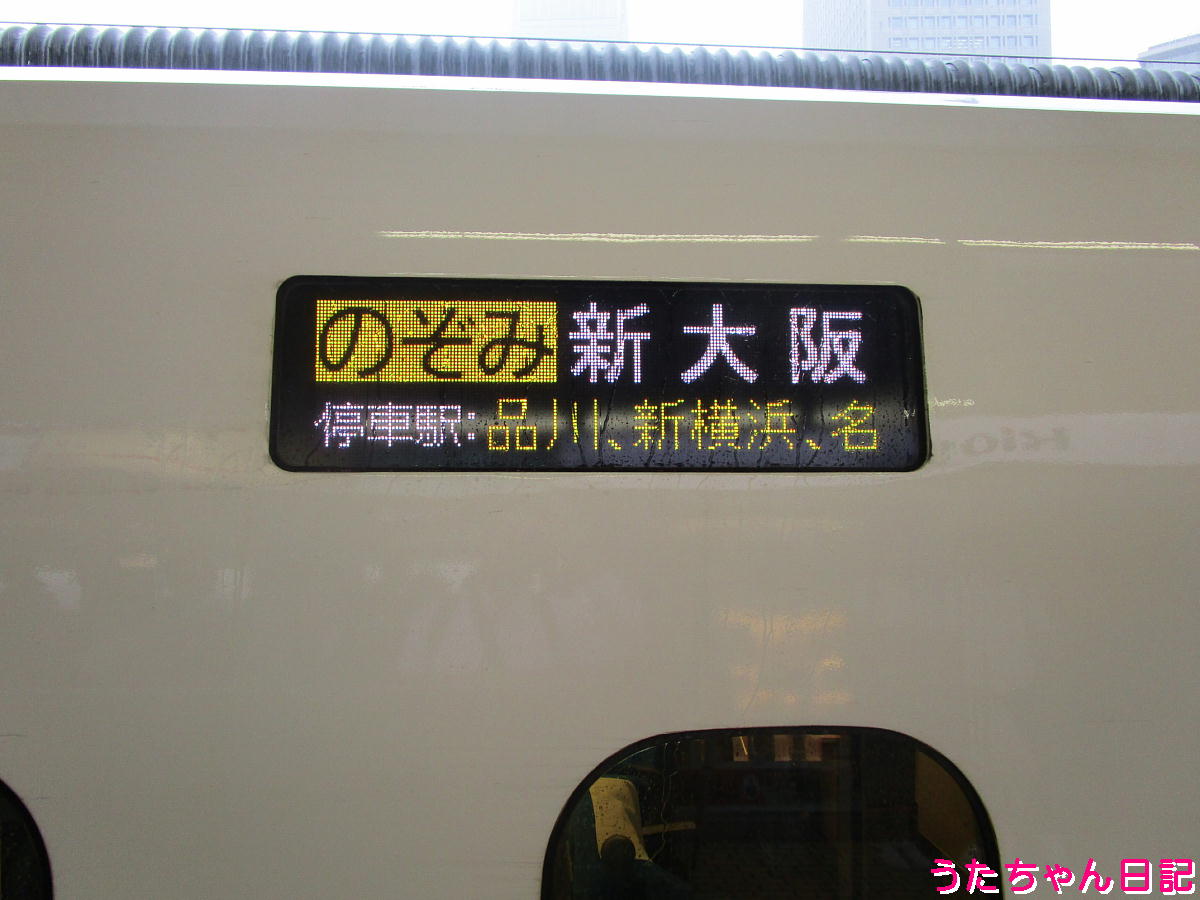 のぞみ 新大阪
停車駅:品川、新横浜、名
うたちゃん日記